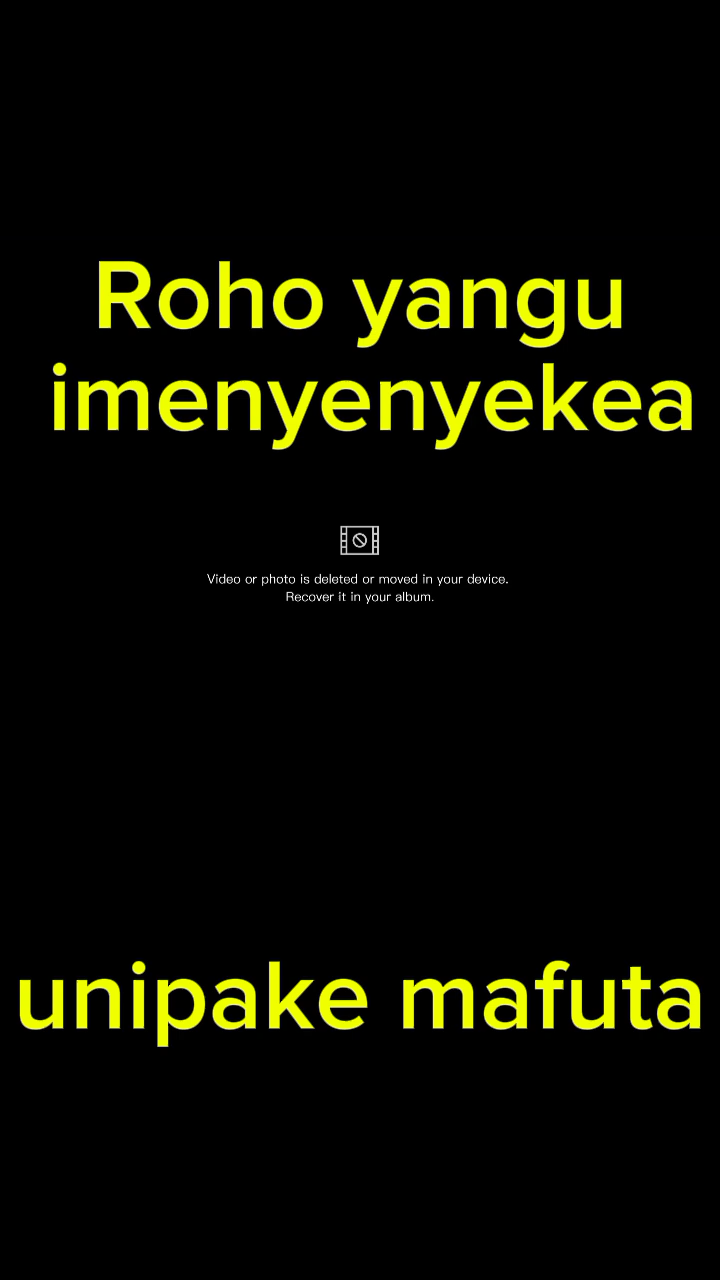 Roho yangu
imenyenyekea
Video or photo is deleted or moved in your device.
Recover it in your album.
unipake mafuta